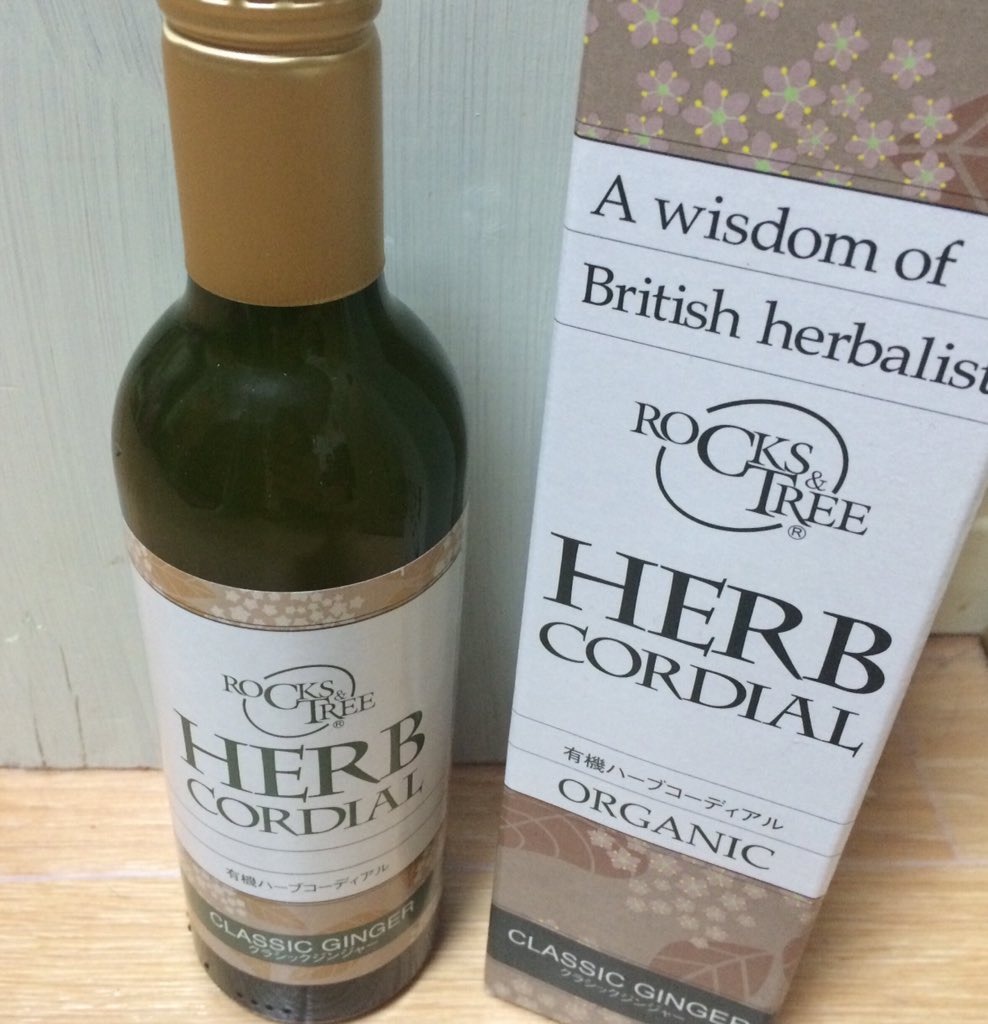 ROCKS &
TREE
®
HERB
CORDIAL
有機ハーブコーディアル
CLASSIC GINGER
クラシックジンジャー
A wisdom of
British herbalist
ROCKS &
TREE
®
HERB
CORDIAL
有機ハーブコーディアル
ORGANIC
CLASSIC GINGER
クラシックジンジャー